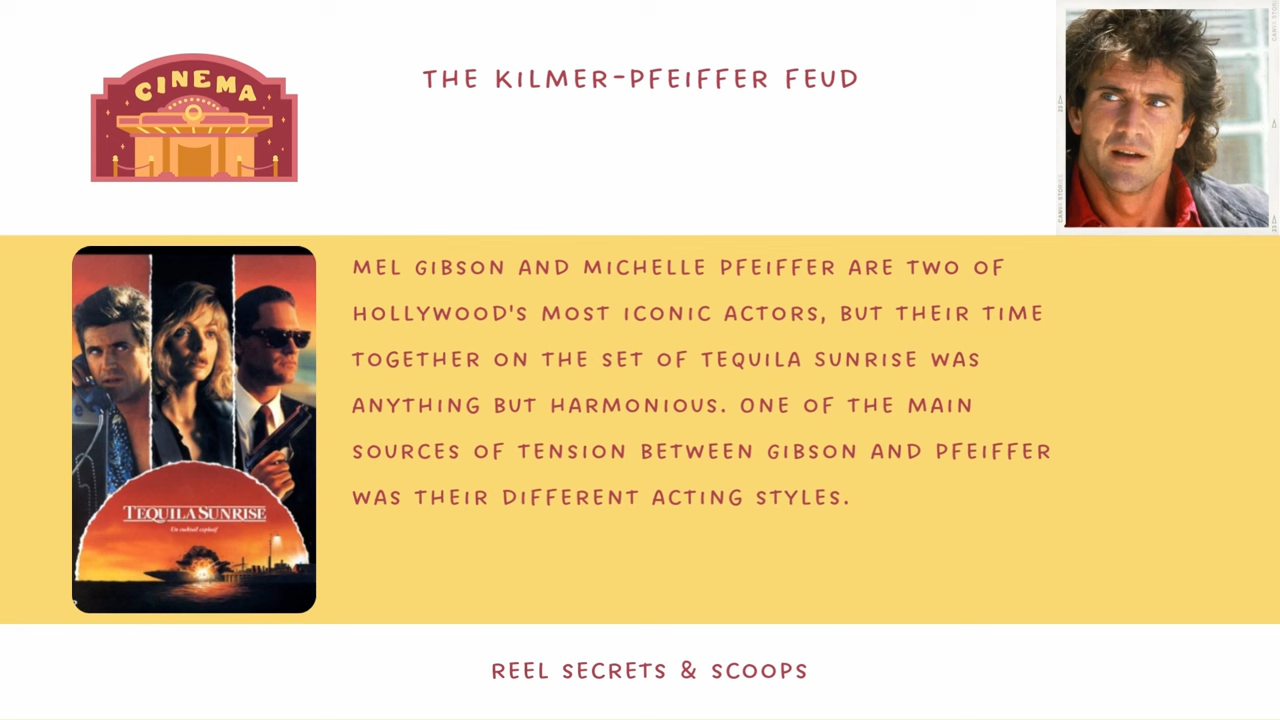 CINEMA
THE KILMER-PFEIFFER FEUD
MEL GIBSON AND MICHELLE PFEIFFER ARE TWO OF
HOLLYWOOD'S MOST ICONIC ACTORS, BUT THEIR TIME
TOGETHER ON THE SET OF TEQUILA SUNRISE WAS
ANYTHING BUT HARMONIOUS. ONE OF THE MAIN
SOURCES OF TENSION BETWEEN GIBSON AND PFEIFFER
WAS THEIR DIFFERENT ACTING STYLES.
TEQUILA SUNRISE
REEL SECRETS & SCOOPS